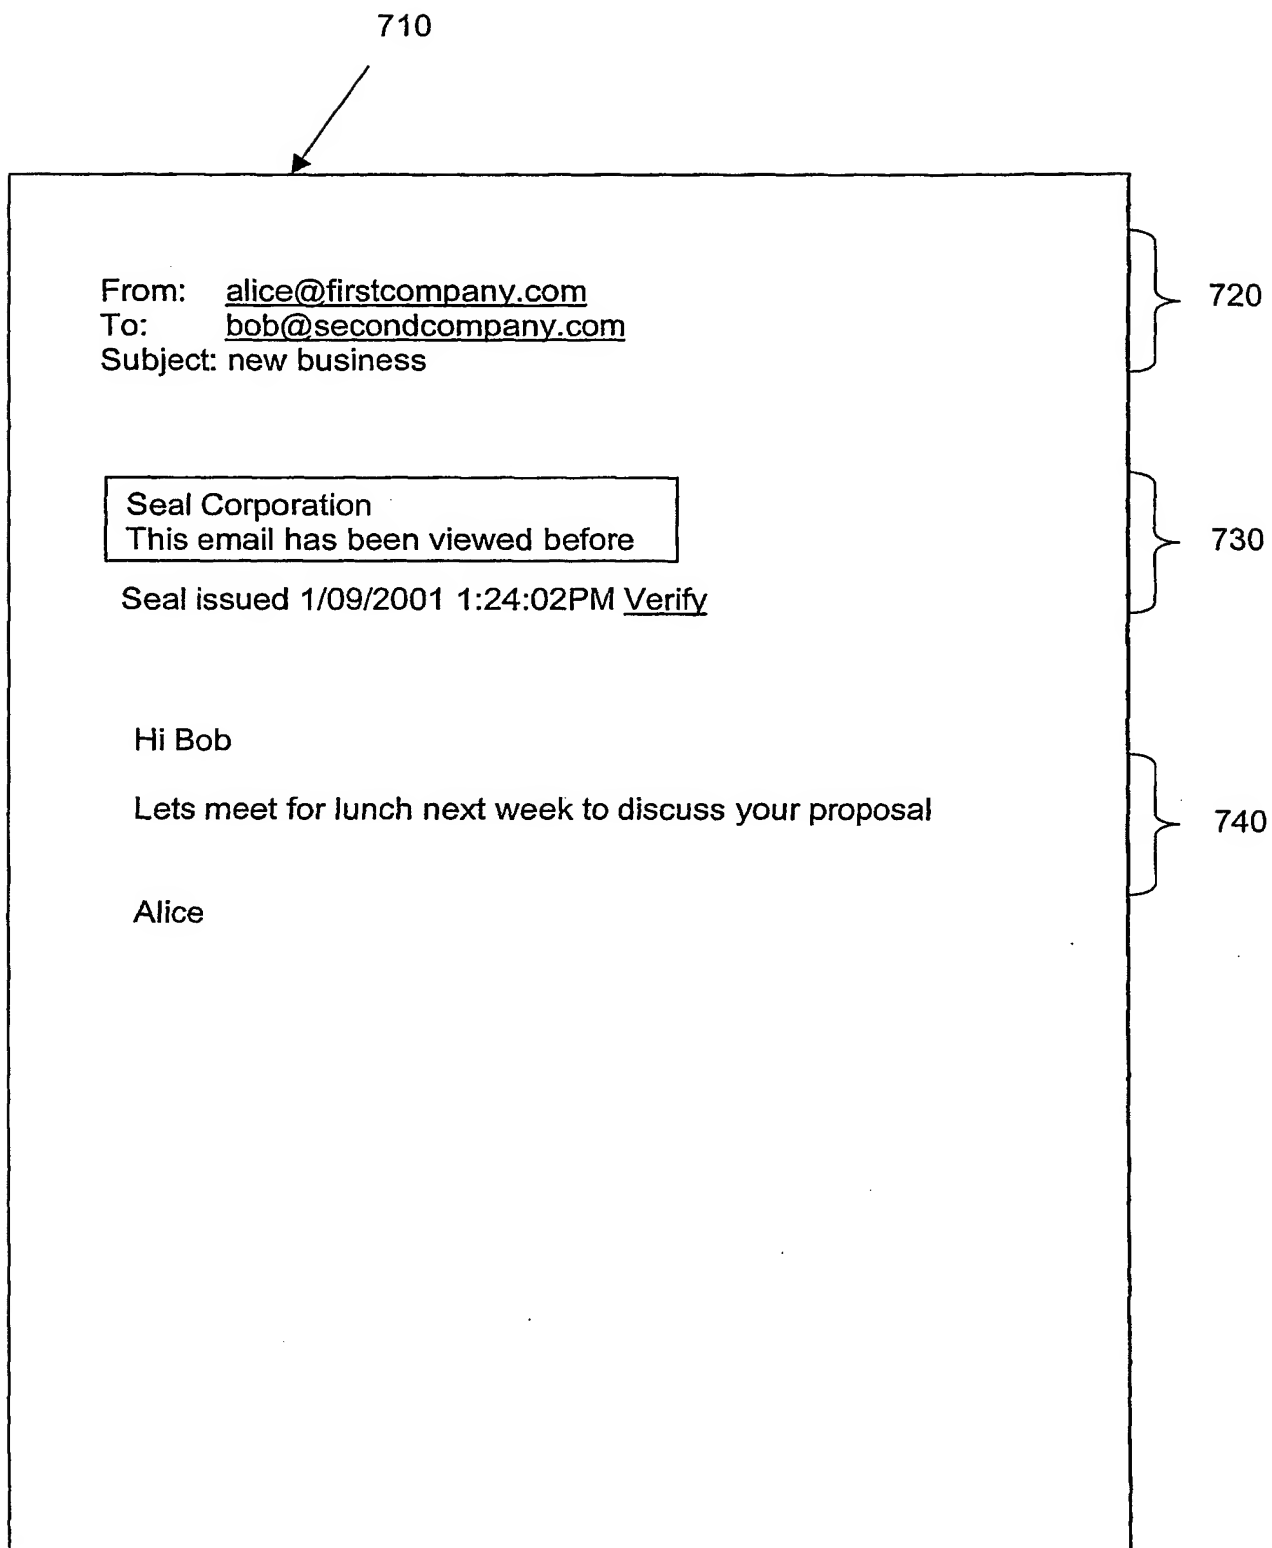 710
From: alice@firstcompany.com
720
To: bob@secondcompany.com
Subject: new business
Seal Corporation
This email has been viewed before
730
Seal issued 1/09/2001 1:24:02PM Verify
Hi Bob
Lets meet for lunch next week to discuss your proposal
740
Alice